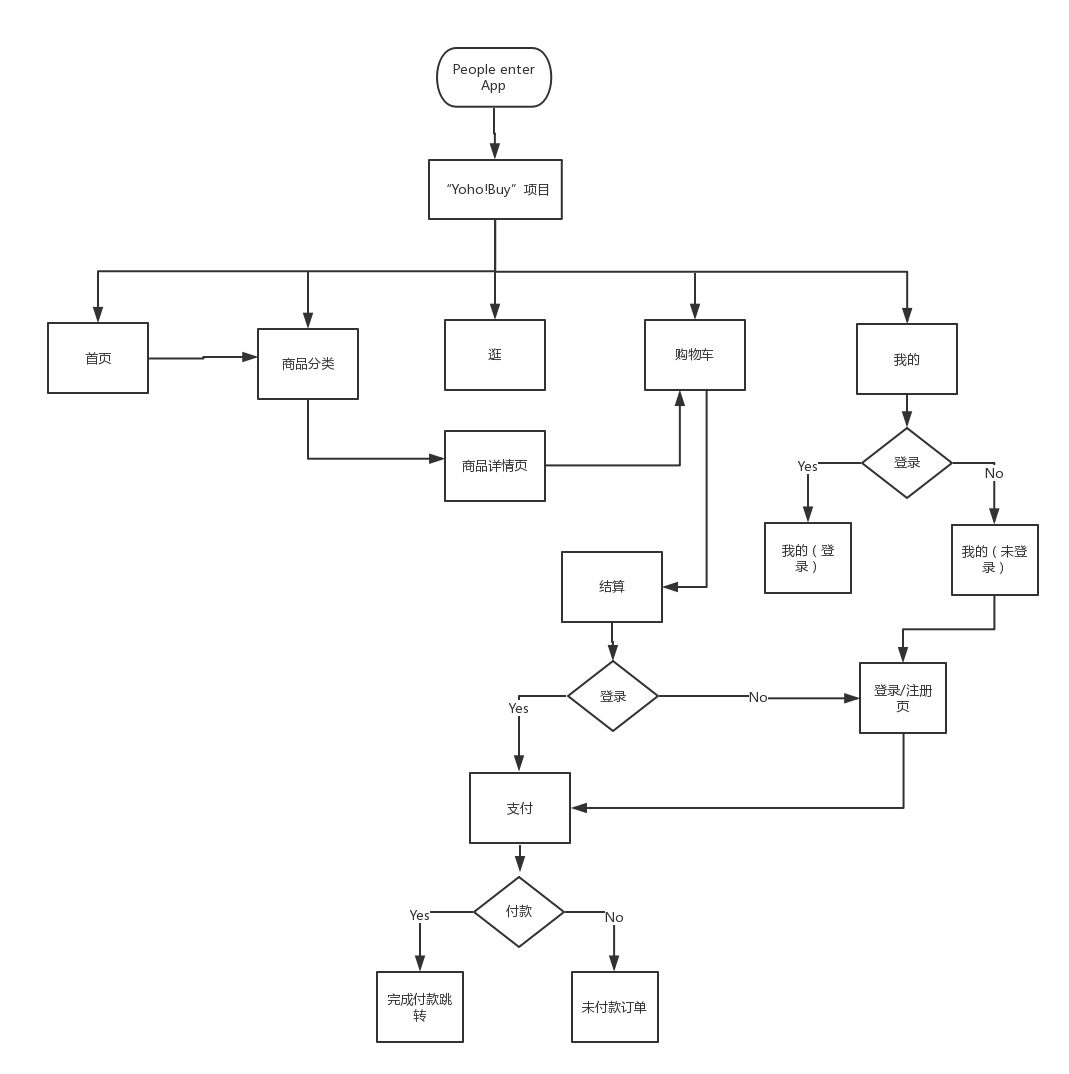 People enter
App
“Yoho!Buy”项目
首页
商品分类
逛
购物车
我的
商品详情页
登录
Yes
No
我的（登
录）
我的（未登
录）
结算
登录
Yes
No
登录/注册
页
支付
付款
Yes
No
完成付款跳
转
未付款订单